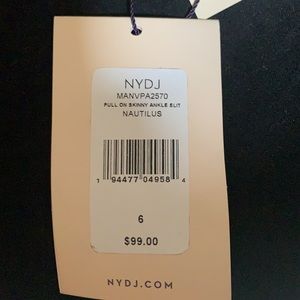 NYDJ
MANVPA2570
PULL ON SKINNY ANKLE SLIT
NAUTILUS
1 94477 04958 4
6
$99.00
NYDJ.COM